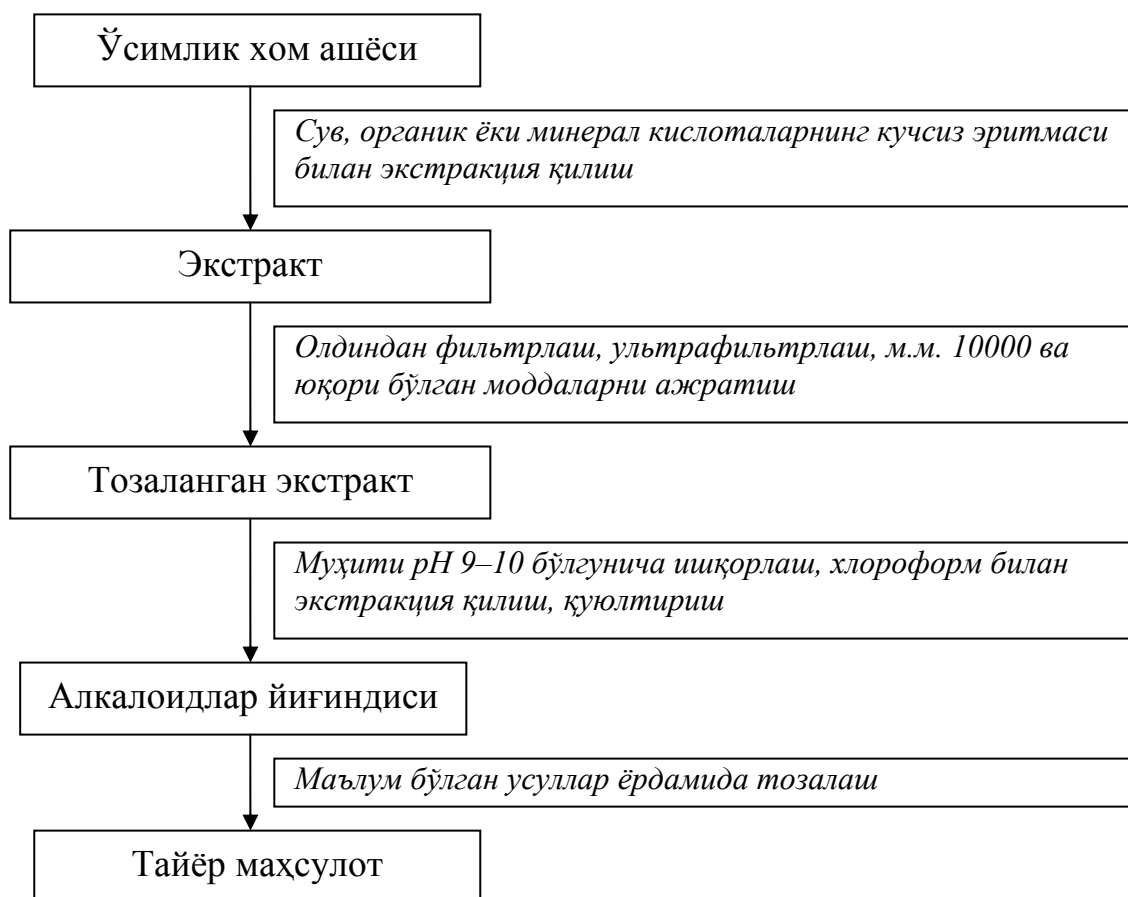 Ўсимлик хом ашёси
Сув, органик ёки минерал кислоталарнинг кучсиз эритмаси
билан экстракция қилиш
Экстракт
Олдиндан фильтрлаш, ультрафильтрлаш, м.м. 10000 ва
юқори бўлган моддаларни ажратиш
Тозаланган экстракт
Муҳити рН 9–10 бўлгунича ишқорлаш, хлороформ билан
экстракция қилиш, қуюлтириш
Алкалоидлар йиғиндиси
Маълум бўлган усуллар ёрдамида тозалаш
Тайёр маҳсулот